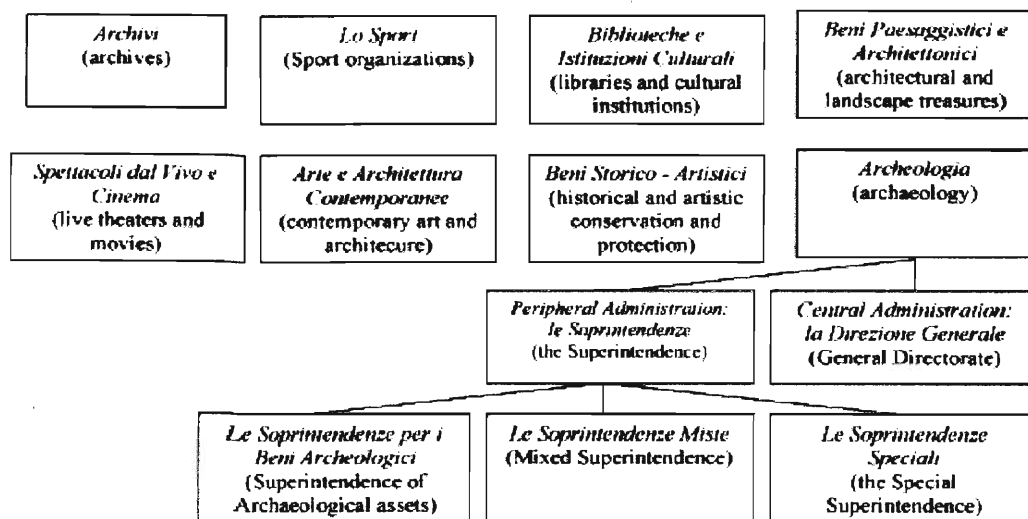 Archivi
(archives)
Lo Sport
(Sport organizations)
Biblioteche e
Istituzioni Culturali
(libraries and cultural
institutions)
Beni Paesaggistici e
Architettonici
(architectural and
landscape treasures)
Spettacoli dal Vivo e
Cinema
(live theaters and
movies)
Arte e Architettura
Contemporanee
(contemporary art and
architecure)
Beni Storico - Artistici
(historical and artistic
conservation and
protection)
Archeologia
(archaeology)
Peripheral Administration:
le Soprintendenze
(the Superintendence)
Central Administration:
la Direzione Generale
(General Directorate)
Le Soprintendenze per i
Beni Archeologici
(Superintendence of
Archaeological assets)
Le Soprintendenze Miste
(Mixed Superintendence)
Le Soprintendenze
Speciali
(the Special
Superintendence)